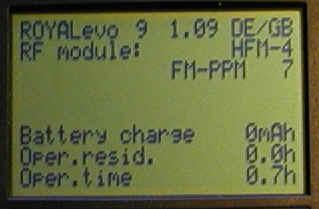 ROYALevo 9 1.09 DE/GB
RF module: HFM-4
FM-PPM 7
Battery charge 0mAh
Oper.resid. 0.0h
Oper.time 0.7h